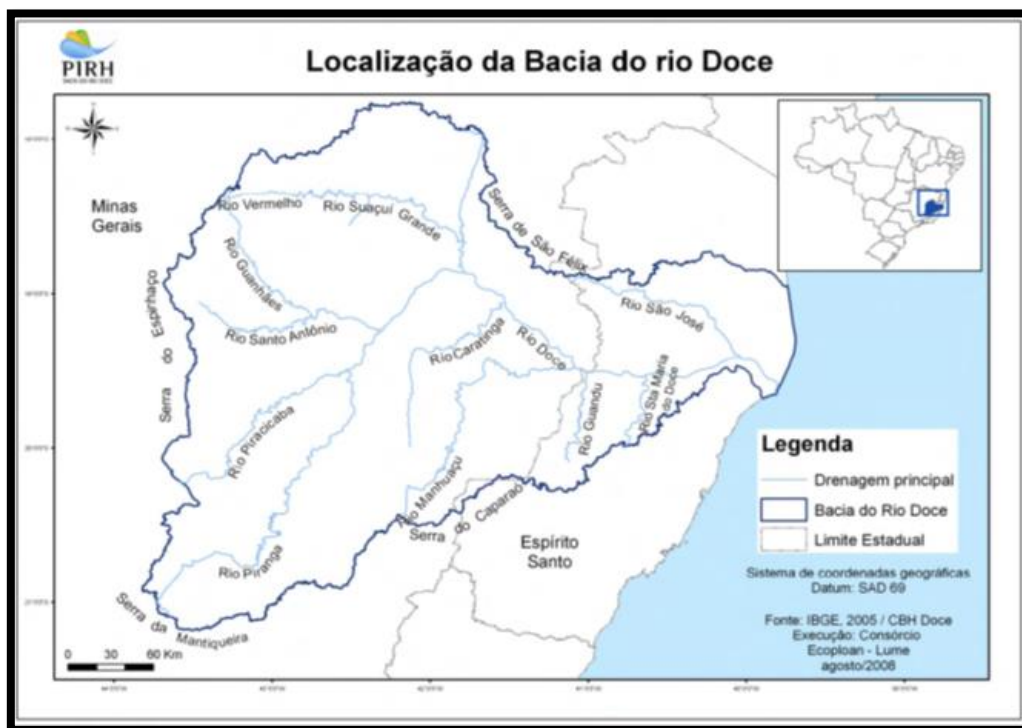 PIRH
Localização da Bacia do rio Doce
Minas
Gerais
Rio Vermelho
Rio Suaçuí Grande
Serra de São Félix
Rio Guanhães
Serra do Espinhaço
Rio Santo Antônio
Rio São José
Rio Caratinga
Rio Doce
Rio Sta Maria
do Doce
Rio Guandu
Rio Piracicaba
Rio Manhuaçu
Serra do Caparaó
Rio Piranga
Espírito
Santo
Serra da Mantiqueira
0 30 60 Km
Legenda
Drenagem principal
Bacia do Rio Doce
Limite Estadual
Sistema de coordenadas geográficas
Datum: SAD 69
Fonte: IBGE, 2005 / CBH Doce
Execução: Consórcio
Ecoploan - Lume
agosto/2008